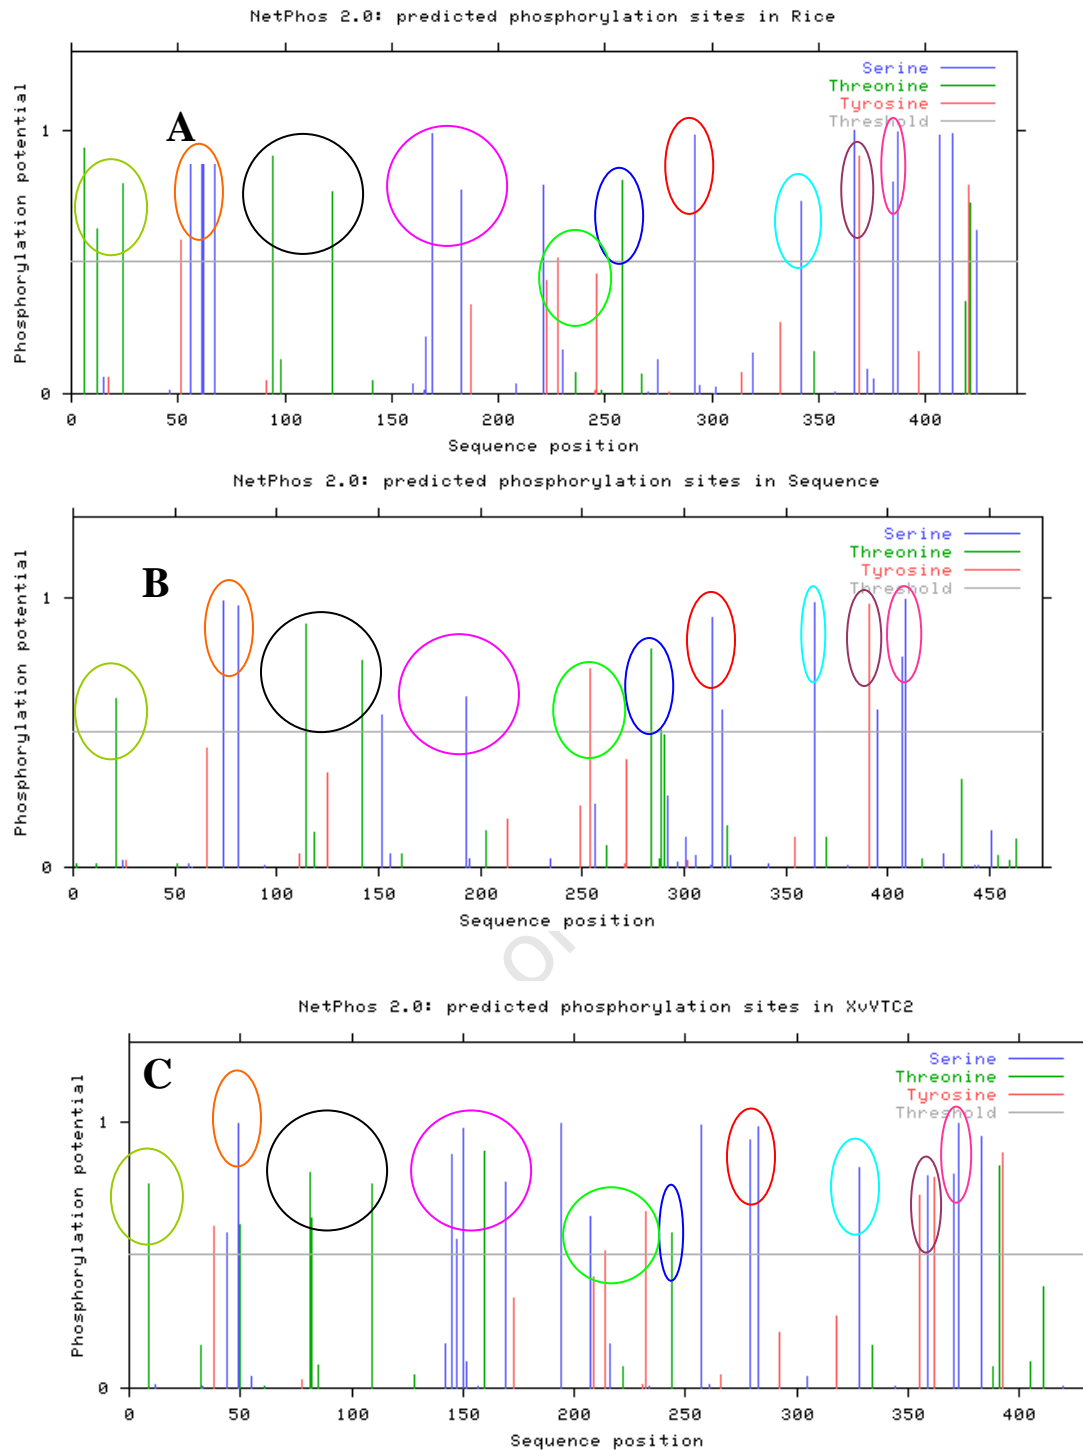 NetPhos 2.0: predicted phosphorylation sites in Rice
Phosphorylation potential
A
Serine
Threonine
Tyrosine
Threshold
1
0
0 50 100 150 200 250 300 350 400
Sequence position
NetPhos 2.0: predicted phosphorylation sites in Sequence
Phosphorylation potential
B
Serine
Threonine
Tyrosine
Threshold
1
0
0 50 100 150 200 250 300 350 400 450
Sequence position
NetPhos 2.0: predicted phosphorylation sites in XvVTC2
Phosphorylation potential
C
Serine
Threonine
Tyrosine
Threshold
1
0
0 50 100 150 200 250 300 350 400
Sequence position